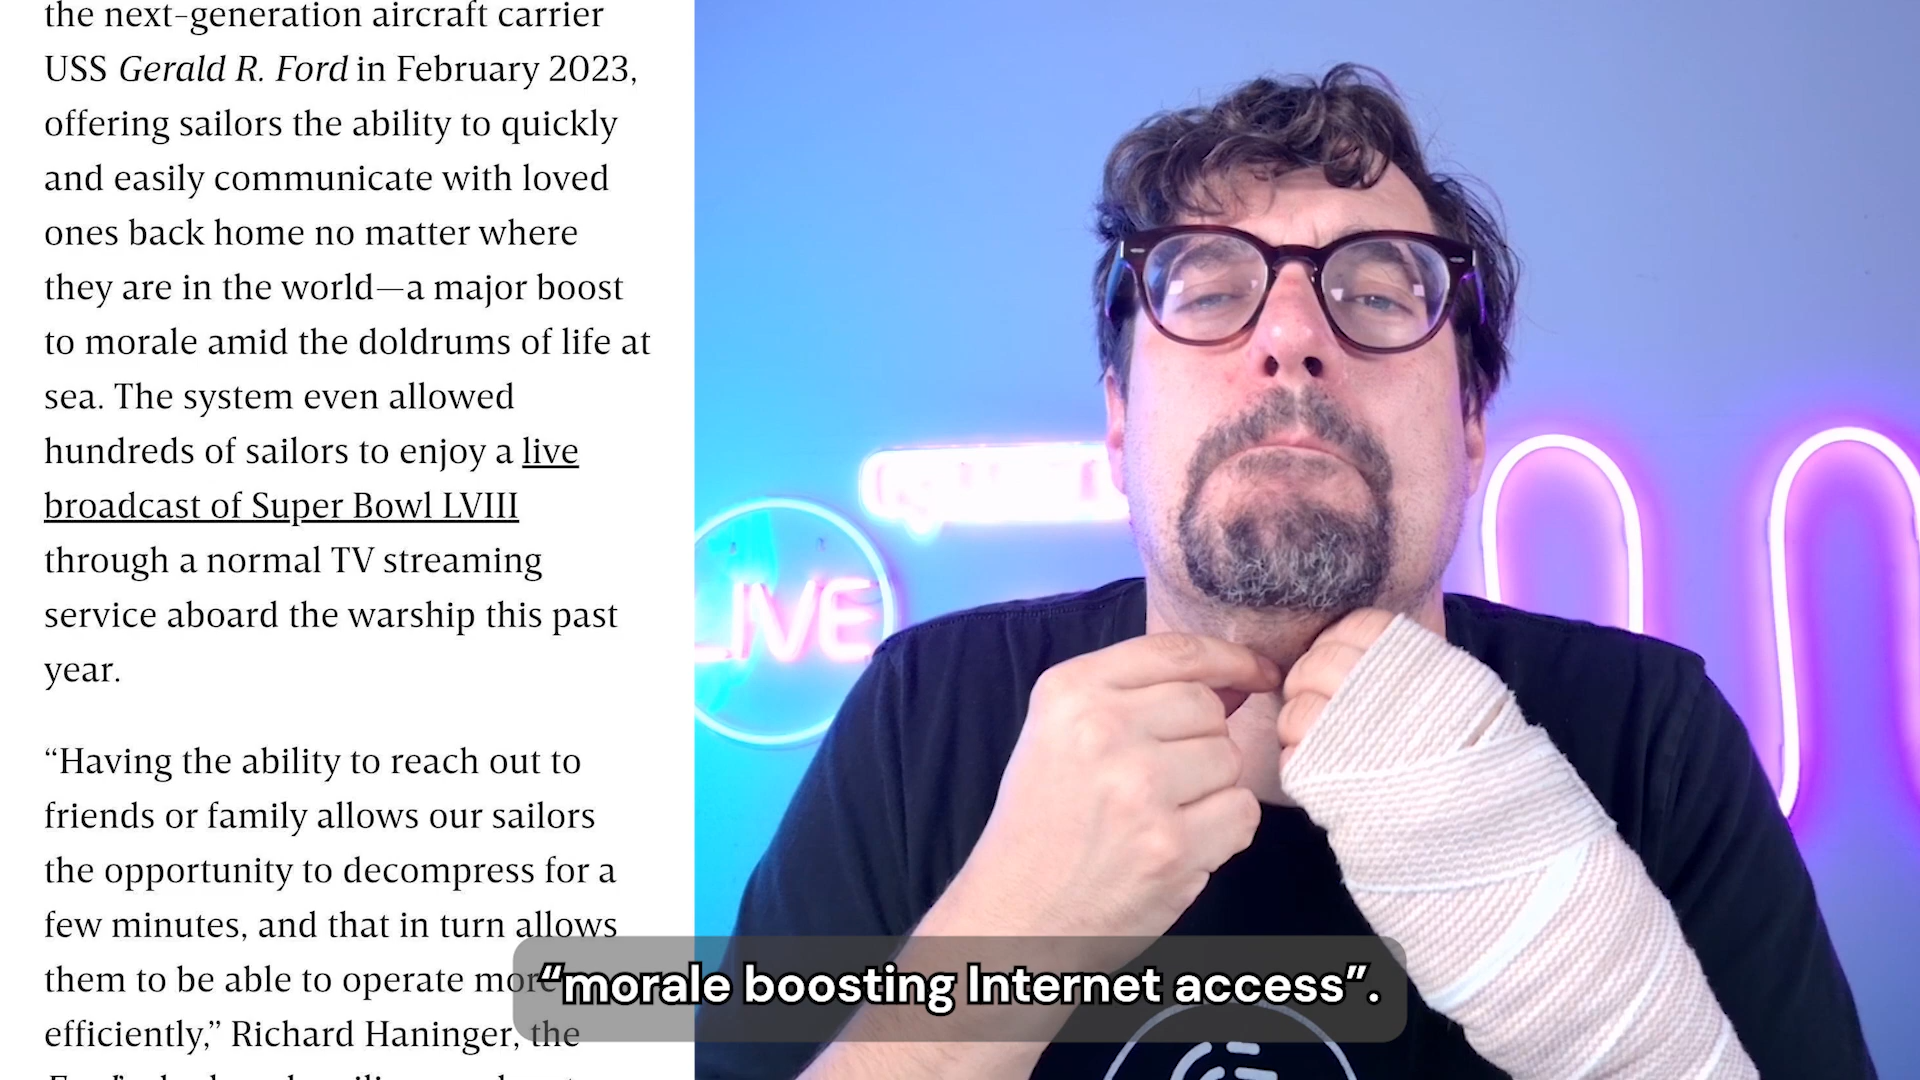 the next-generation aircraft carrier
USS Gerald R. Ford in February 2023,
offering sailors the ability to quickly
and easily communicate with loved
ones back home no matter where
they are in the world—a major boost
to morale amid the doldrums of life at
sea. The system even allowed
hundreds of sailors to enjoy a live
broadcast of Super Bowl LVIII
through a normal TV streaming
service aboard the warship this past
year.
“Having the ability to reach out to
friends or family allows our sailors
the opportunity to decompress for a
few minutes, and that in turn allows
them to be able to operate more
efficiently,” Richard Haninger, the
LIVE
“morale boosting Internet access”.